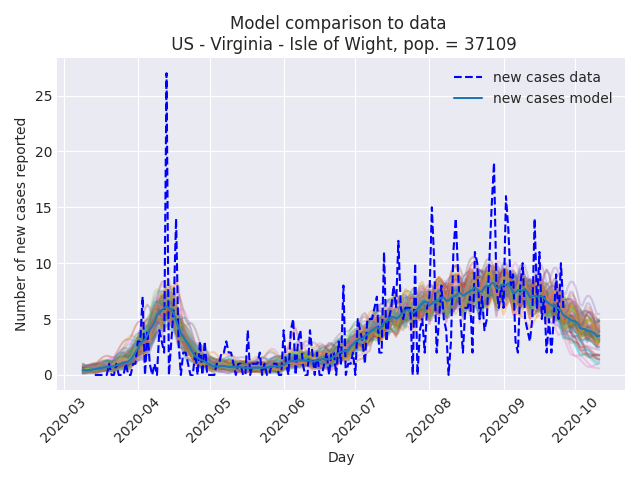 Model comparison to data
US - Virginia - Isle of Wight, pop. = 37109
new cases data
new cases model
Number of new cases reported
25
20
15
10
5
0
2020-03
2020-04
2020-05
2020-06
2020-07
2020-08
2020-09
2020-10
Day